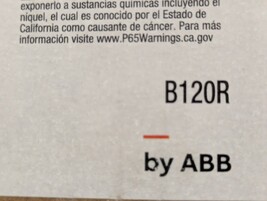 exponerlo a sustancias químicas incluyendo el
níquel, el cual es conocido por el Estado de
California como causante de cáncer. Para más
información visite www.P65Warnings.ca.gov
B120R
by ABB